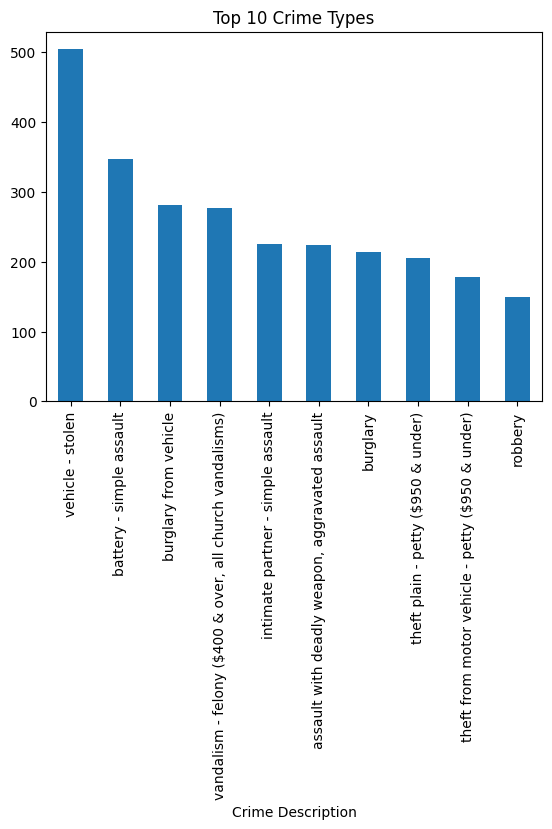 Top 10 Crime Types
500
400
300
200
100
0
vehicle - stolen
battery - simple assault
burglary from vehicle
vandalism - felony ($400 & over, all church vandalisms)
intimate partner - simple assault
assault with deadly weapon, aggravated assault
burglary
theft plain - petty ($950 & under)
theft from motor vehicle - petty ($950 & under)
robbery
Crime Description